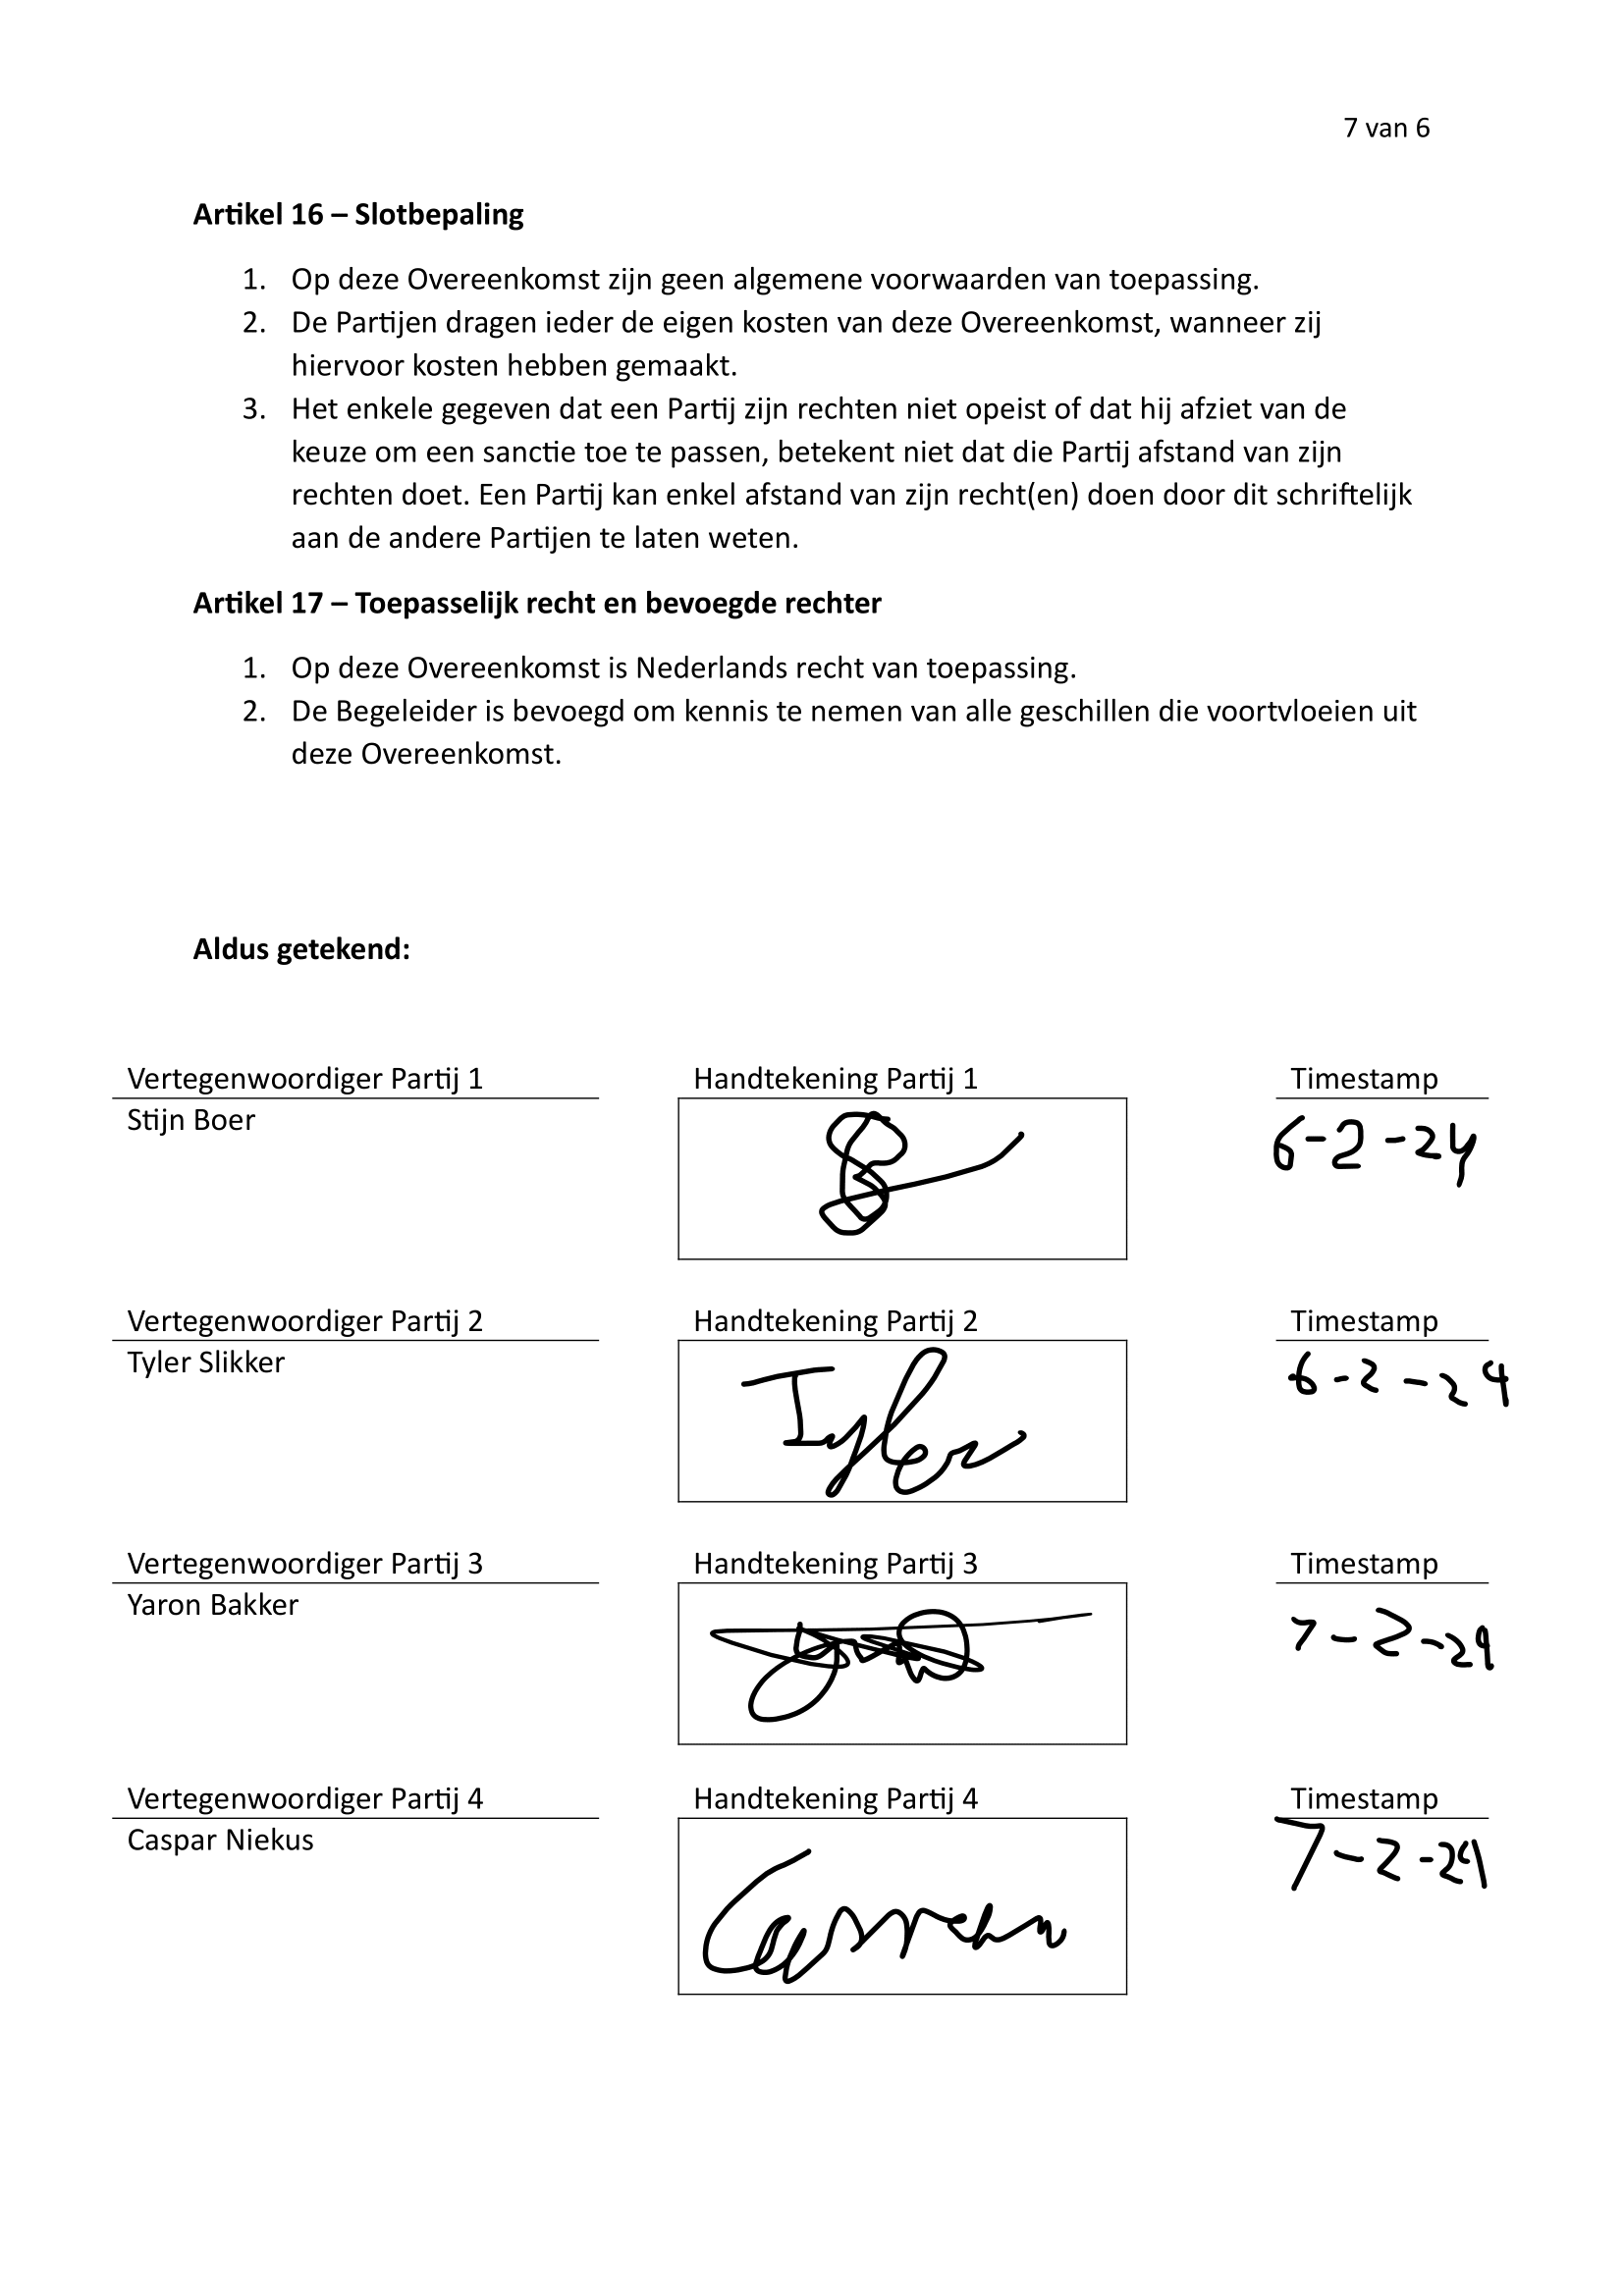 7 van 6
Artikel 16 – Slotbepaling
1. Op deze Overeenkomst zijn geen algemene voorwaarden van toepassing.
2. De Partijen dragen ieder de eigen kosten van deze Overeenkomst, wanneer zij
hiervoor kosten hebben gemaakt.
3. Het enkele gegeven dat een Partij zijn rechten niet opeist of dat hij afziet van de
keuze om een sanctie toe te passen, betekent niet dat die Partij afstand van zijn
rechten doet. Een Partij kan enkel afstand van zijn recht(en) doen door dit schriftelijk
aan de andere Partijen te laten weten.
Artikel 17 – Toepasselijk recht en bevoegde rechter
1. Op deze Overeenkomst is Nederlands recht van toepassing.
2. De Begeleider is bevoegd om kennis te nemen van alle geschillen die voortvloeien uit
deze Overeenkomst.
Aldus getekend:
Vertegenwoordiger Partij 1 Handtekening Partij 1 Timestamp
Stijn Boer 6-2-24
Vertegenwoordiger Partij 2 Handtekening Partij 2 Timestamp
Tyler Slikker Tyler 6-2-24
Vertegenwoordiger Partij 3 Handtekening Partij 3 Timestamp
Yaron Bakker 7-2-24
Vertegenwoordiger Partij 4 Handtekening Partij 4 Timestamp
Caspar Niekus 7-2-24